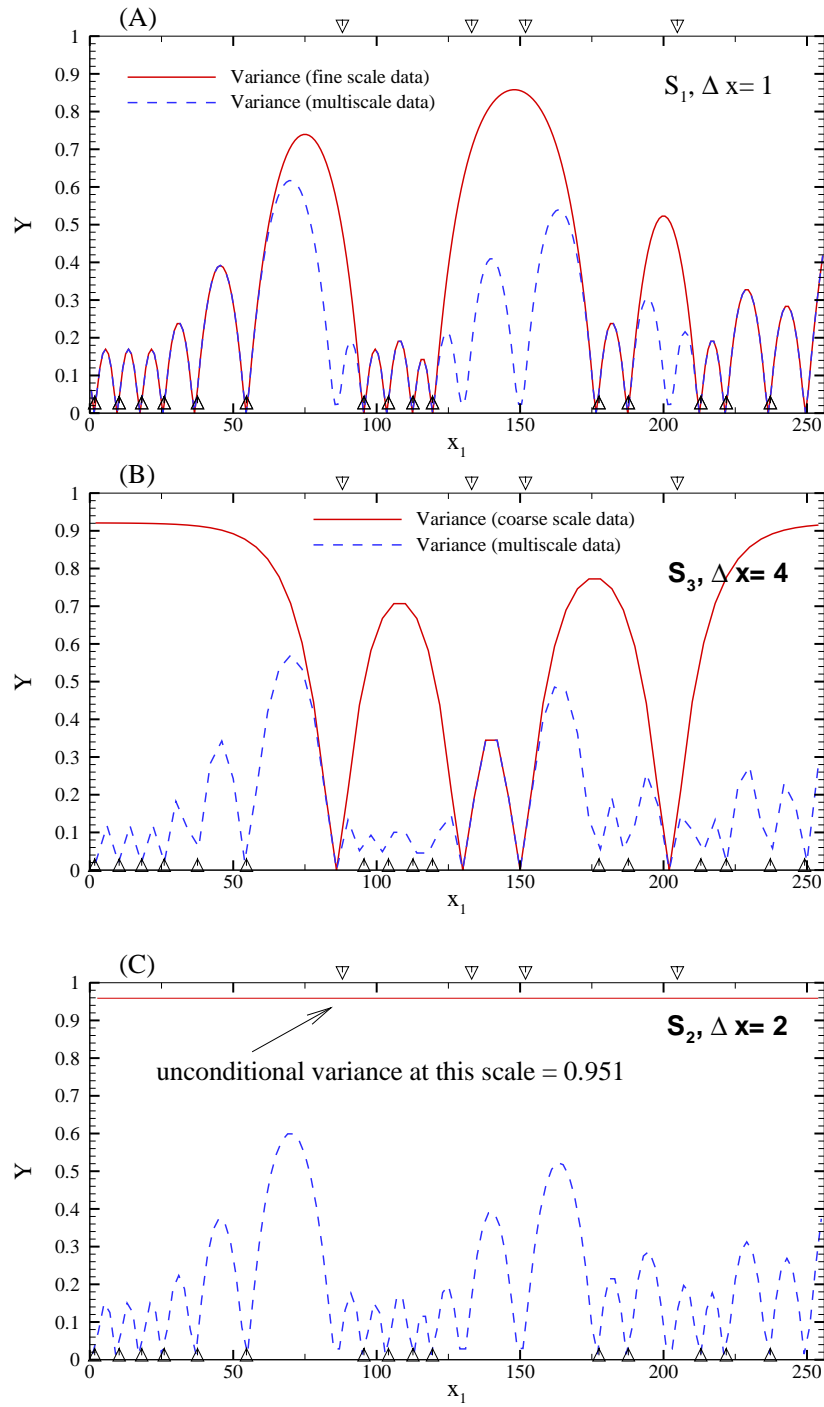 (A)
1
0.9
0.8
0.7
0.6
0.5
0.4
0.3
0.2
0.1
0
Y
Variance (fine scale data)
Variance (multiscale data)
S₁, Δ x= 1
0 50 100 150 200 250
x₁
(B)
1
0.9
0.8
0.7
0.6
0.5
0.4
0.3
0.2
0.1
0
Y
Variance (coarse scale data)
Variance (multiscale data)
S₃, Δ x= 4
0 50 100 150 200 250
x₁
(C)
1
0.9
0.8
0.7
0.6
0.5
0.4
0.3
0.2
0.1
0
Y
S₂, Δ x= 2
unconditional variance at this scale = 0.951
0 50 100 150 200 250
x₁